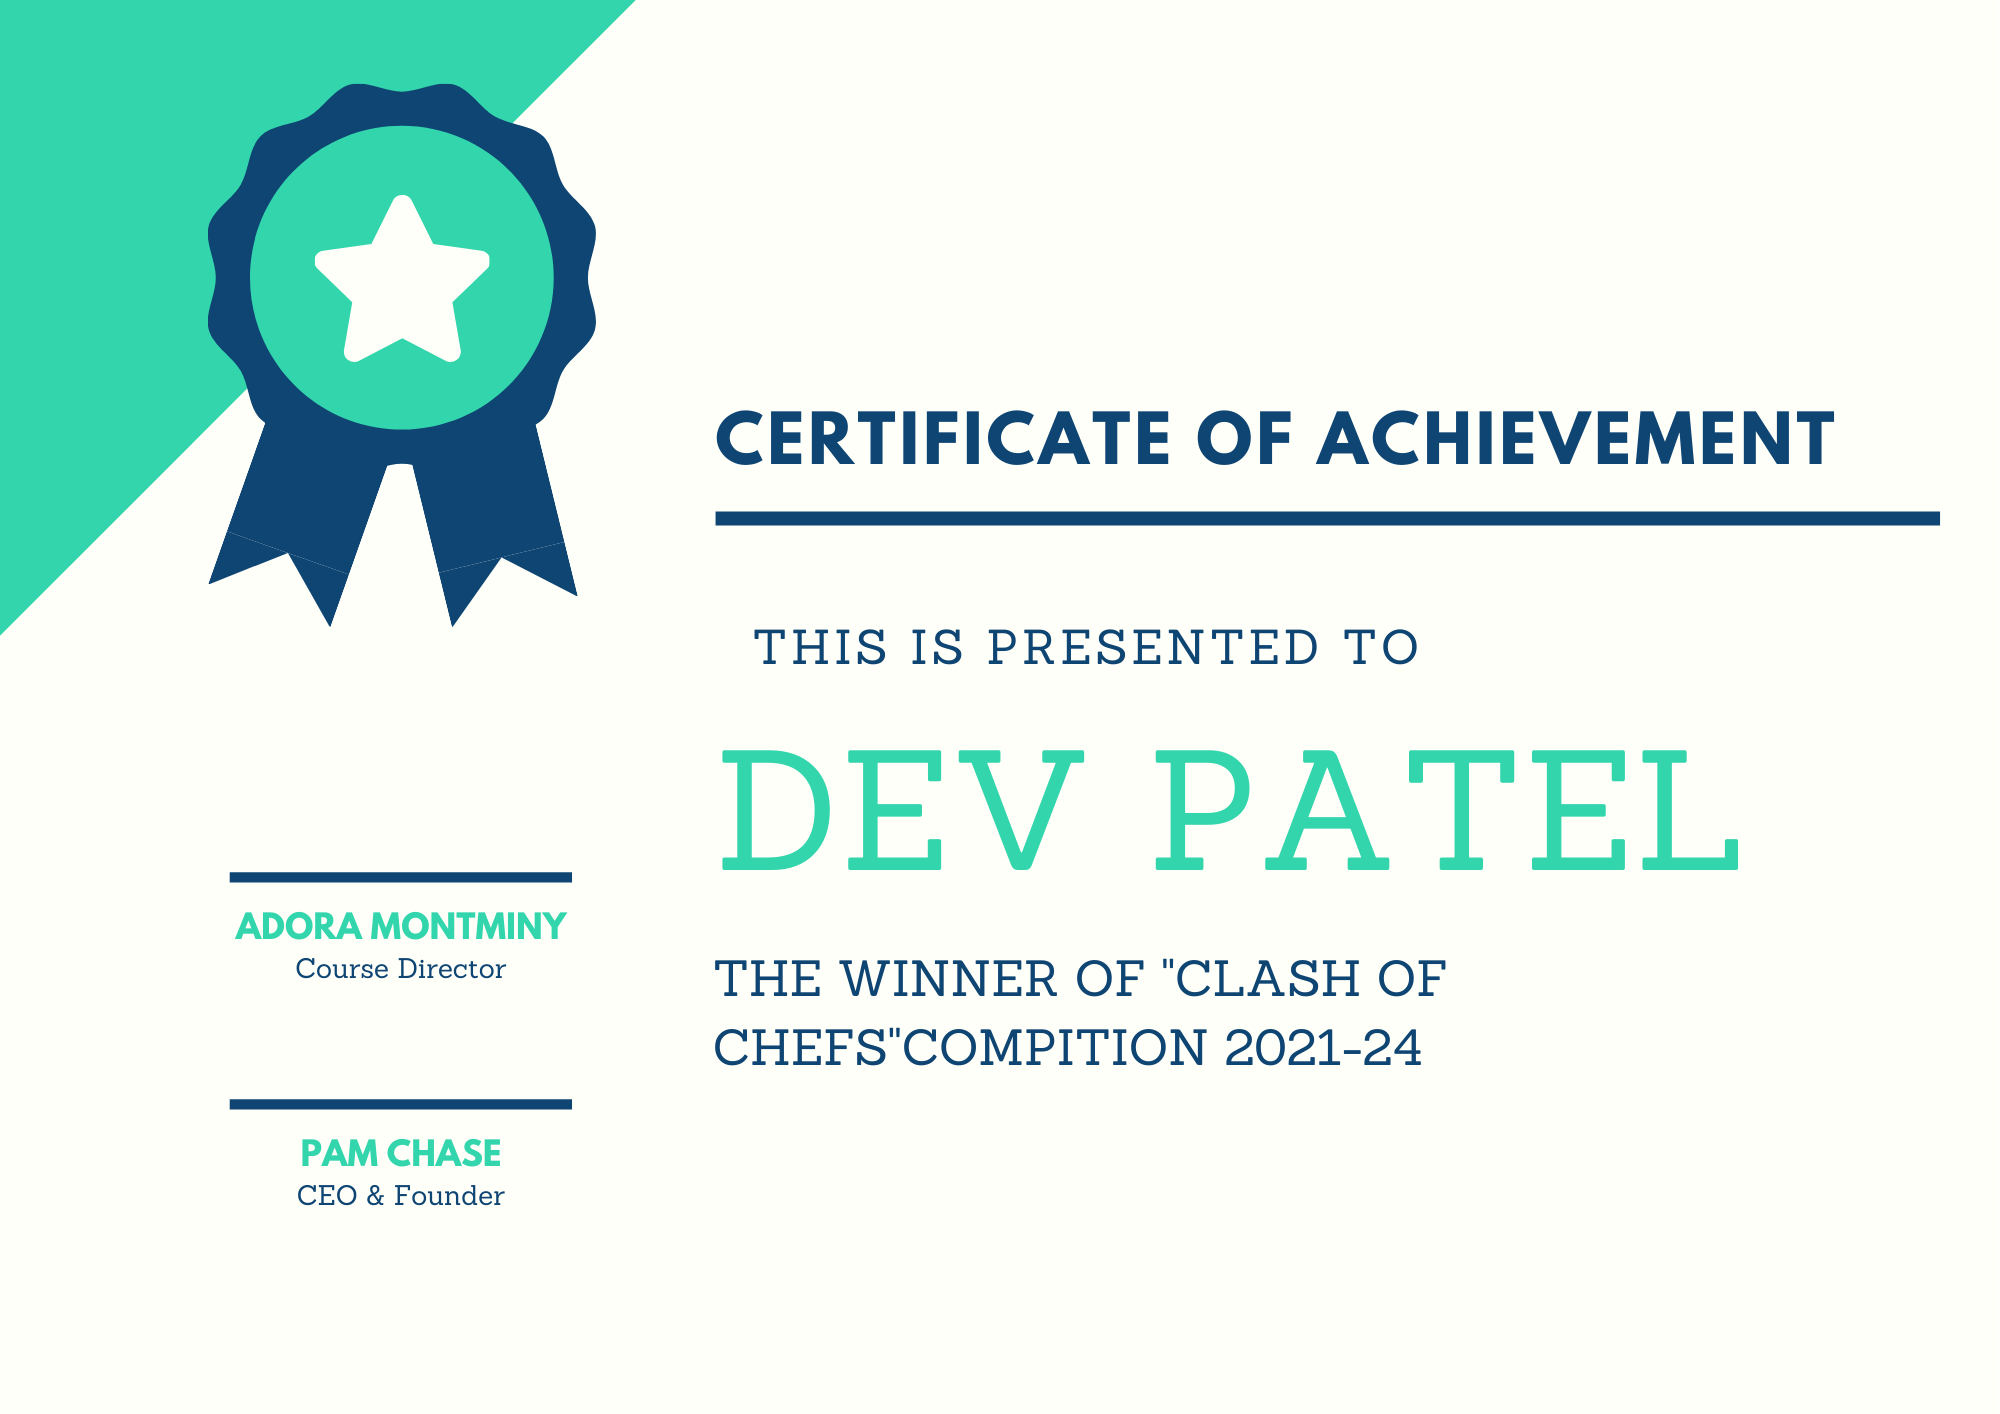 CERTIFICATE OF ACHIEVEMENT
THIS IS PRESENTED TO
DEV PATEL
THE WINNER OF "CLASH OF
CHEFS"COMPITION 2021-24
ADORA MONTMINY
Course Director
PAM CHASE
CEO & Founder